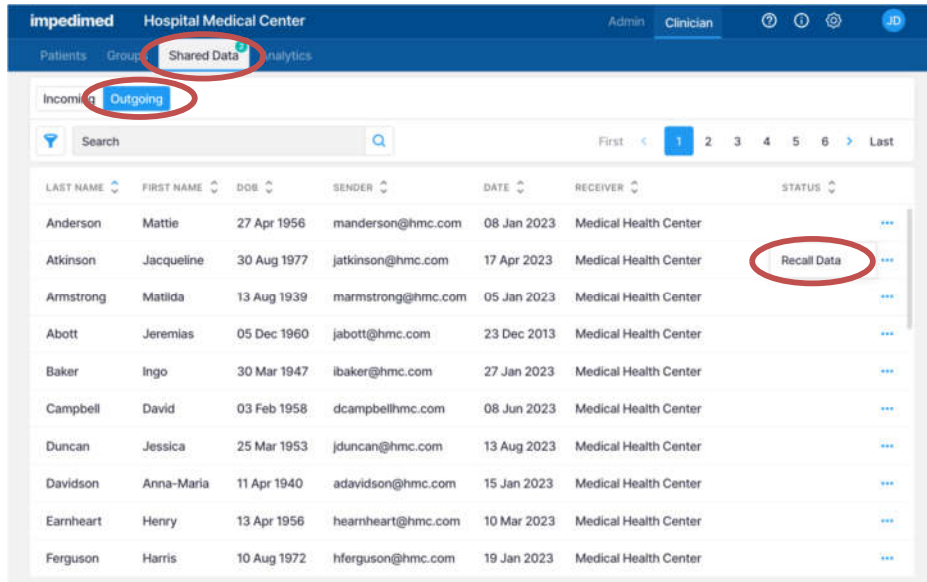 impedimed Hospital Medical Center Admin Clinician JD
Patients Groups Shared Data Analytics
Incoming Outgoing
Search First 1 2 3 4 5 6 Last
LAST NAME FIRST NAME DOB SENDER DATE RECEIVER STATUS
Anderson Mattie 27 Apr 1956 manderson@hmc.com 08 Jan 2023 Medical Health Center
Atkinson Jacqueline 30 Aug 1977 jatkinson@hmc.com 17 Apr 2023 Medical Health Center Recall Data
Armstrong Matilda 13 Aug 1939 marmstrong@hmc.com 05 Jan 2023 Medical Health Center
Abott Jeremias 05 Dec 1960 jabott@hmc.com 23 Dec 2013 Medical Health Center
Baker Ingo 30 Mar 1947 ibaker@hmc.com 27 Jan 2023 Medical Health Center
Campbell David 03 Feb 1958 dcampbellhmc.com 08 Jun 2023 Medical Health Center
Duncan Jessica 25 Mar 1953 jduncan@hmc.com 13 Aug 2023 Medical Health Center
Davidson Anna-Maria 11 Apr 1940 adavidson@hmc.com 15 Jan 2023 Medical Health Center
Earnheart Henry 13 Apr 1956 hearnheart@hmc.com 10 Mar 2023 Medical Health Center
Ferguson Harris 10 Aug 1972 hferguson@hmc.com 19 Jan 2023 Medical Health Center